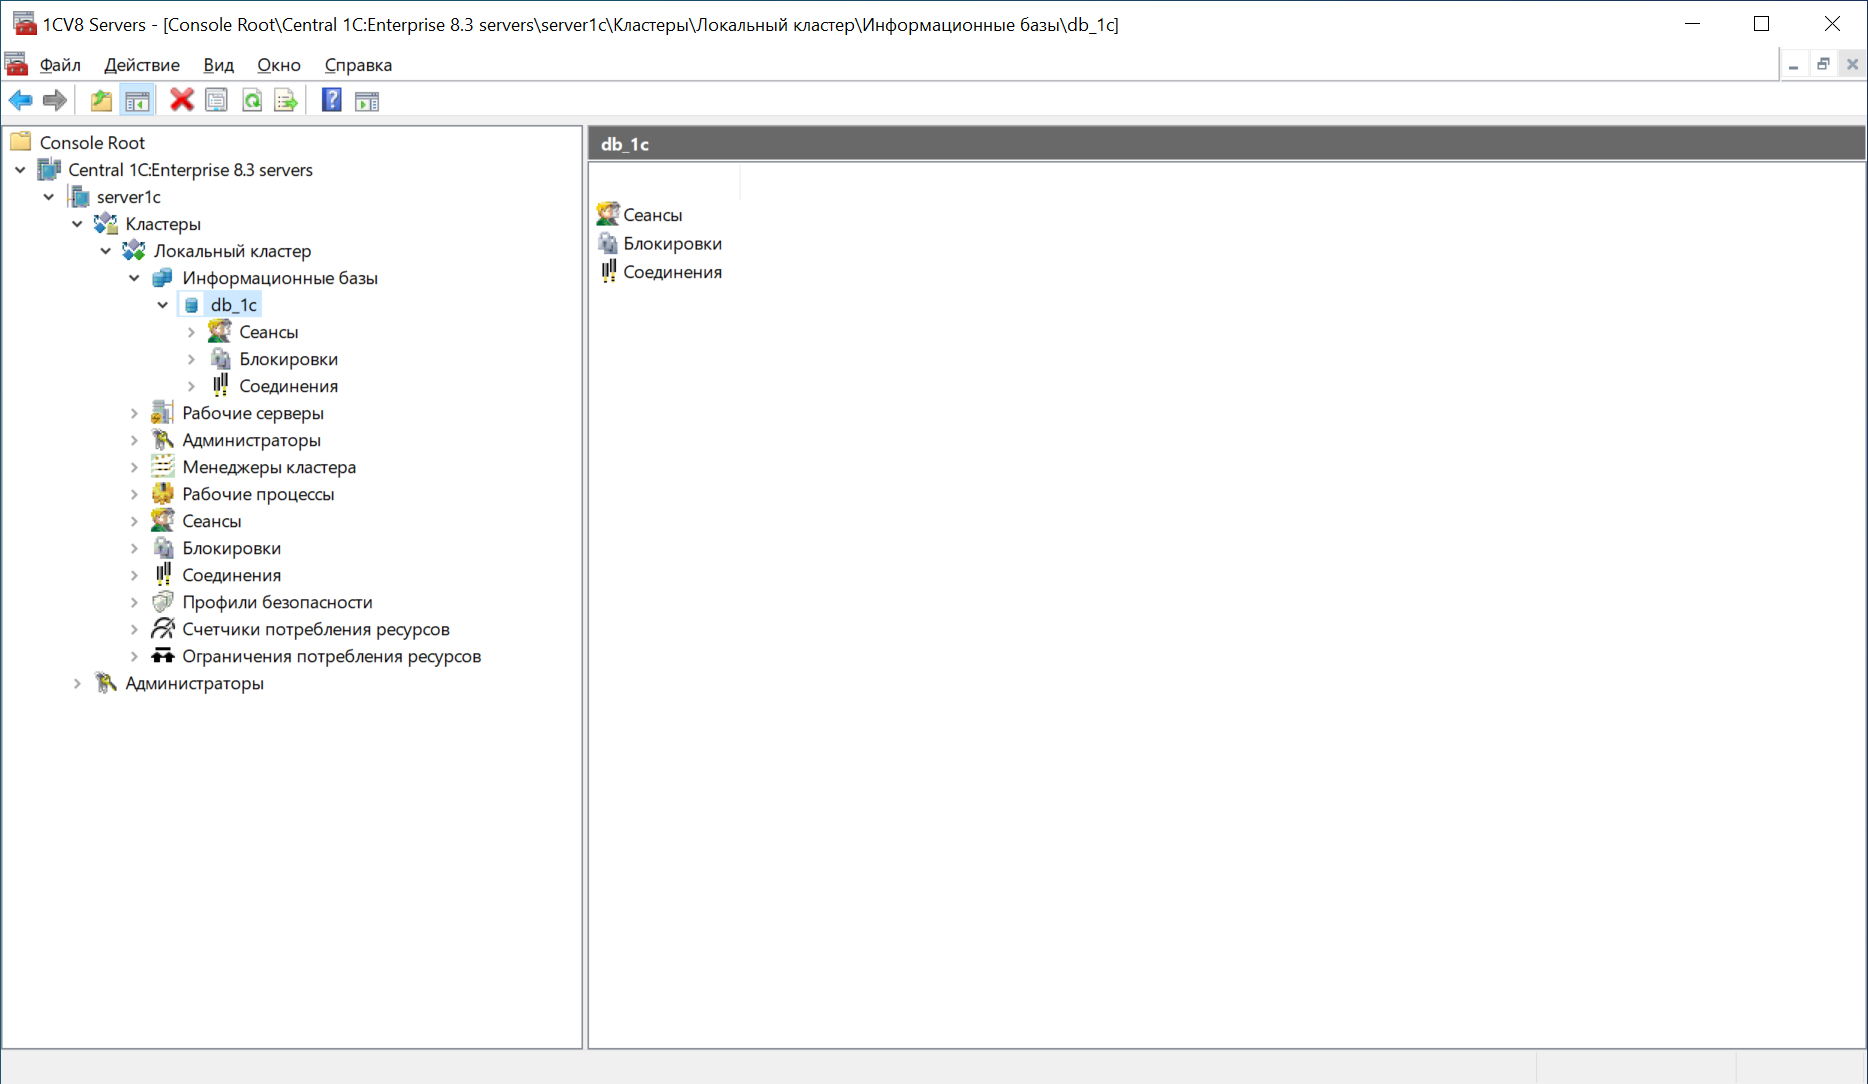 1CV8 Servers - [Console Root\Central 1C:Enterprise 8.3 servers\server1c\Кластеры\Локальный кластер\Информационные базы\db_1c]
Файл Действие Вид Окно Справка
Console Root
Central 1C:Enterprise 8.3 servers
server1c
Кластеры
Локальный кластер
Информационные базы
db_1c
Сеансы
Блокировки
Соединения
Рабочие серверы
Администраторы
Менеджеры кластера
Рабочие процессы
Сеансы
Блокировки
Соединения
Профили безопасности
Счетчики потребления ресурсов
Ограничения потребления ресурсов
Администраторы
db_1c
Сеансы
Блокировки
Соединения